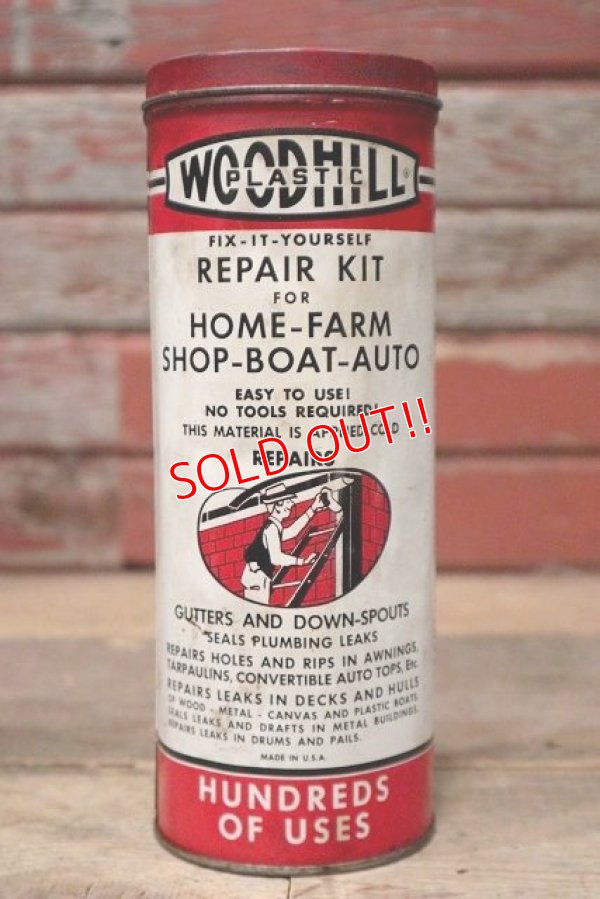 WOODHILL
PLASTIC
FIX-IT-YOURSELF
REPAIR KIT
FOR
HOME-FARM
SHOP-BOAT-AUTO
EASY TO USE!
NO TOOLS REQUIRED!
THIS MATERIAL IS APPLIED COLD
SOLD OUT!!
REPAIRS
GUTTERS AND DOWN-SPOUTS
SEALS PLUMBING LEAKS
REPAIRS HOLES AND RIPS IN AWNINGS,
TARPAULINS, CONVERTIBLE AUTO TOPS, Etc.
REPAIRS LEAKS IN DECKS AND HULLS
OF WOOD - METAL - CANVAS AND PLASTIC BOATS.
SEALS LEAKS AND DRAFTS IN METAL BUILDINGS.
REPAIRS LEAKS IN DRUMS AND PAILS.
MADE IN U.S.A.
HUNDREDS
OF USES